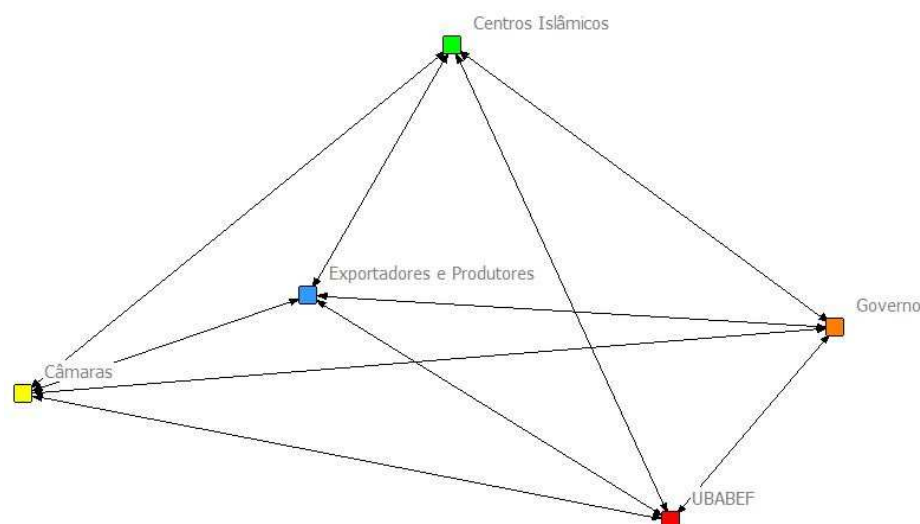 Centros Islâmicos
Exportadores e Produtores
Governo
Câmaras
UBABEF